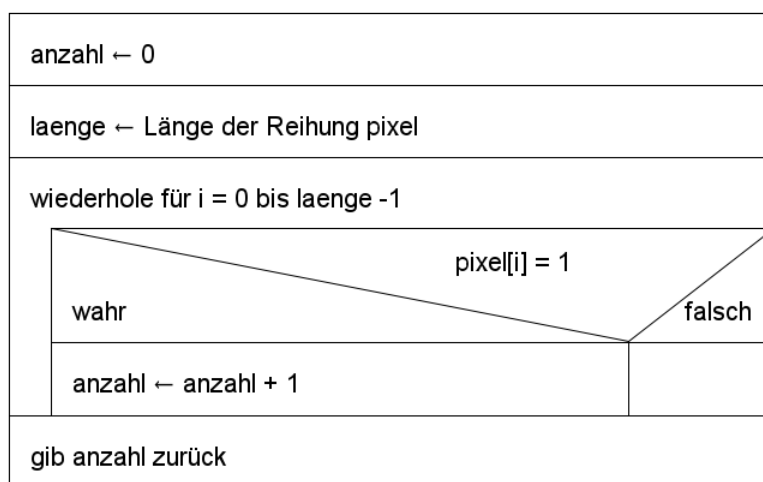 anzahl ← 0
laenge ← Länge der Reihung pixel
wiederhole für i = 0 bis laenge -1
pixel[i] = 1
wahr
falsch
anzahl ← anzahl + 1
gib anzahl zurück